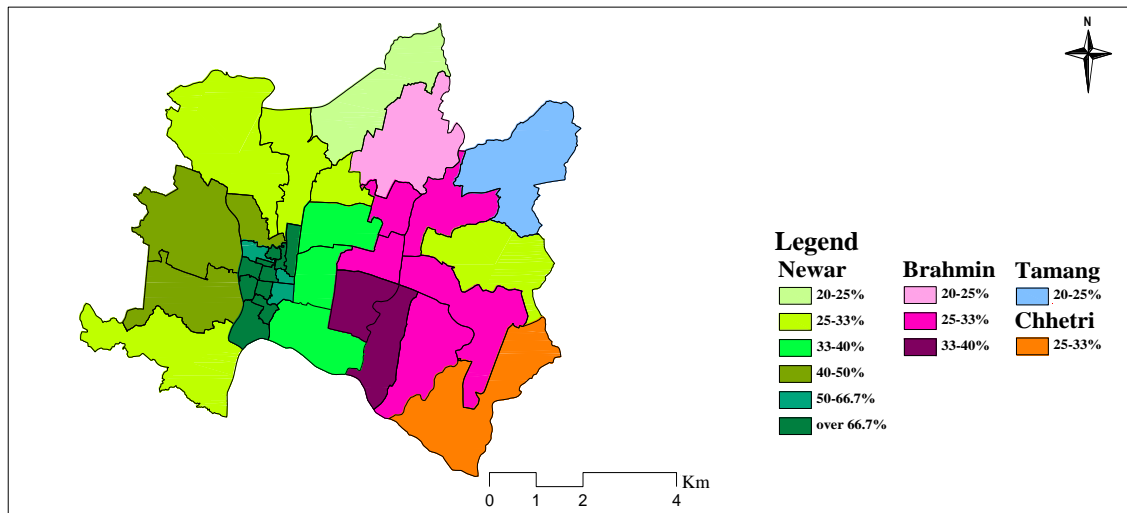 N
Legend
Newar
20-25%
25-33%
33-40%
40-50%
50-66.7%
over 66.7%
Brahmin
20-25%
25-33%
33-40%
Tamang
20-25%
Chhetri
25-33%
Km
0 1 2 4